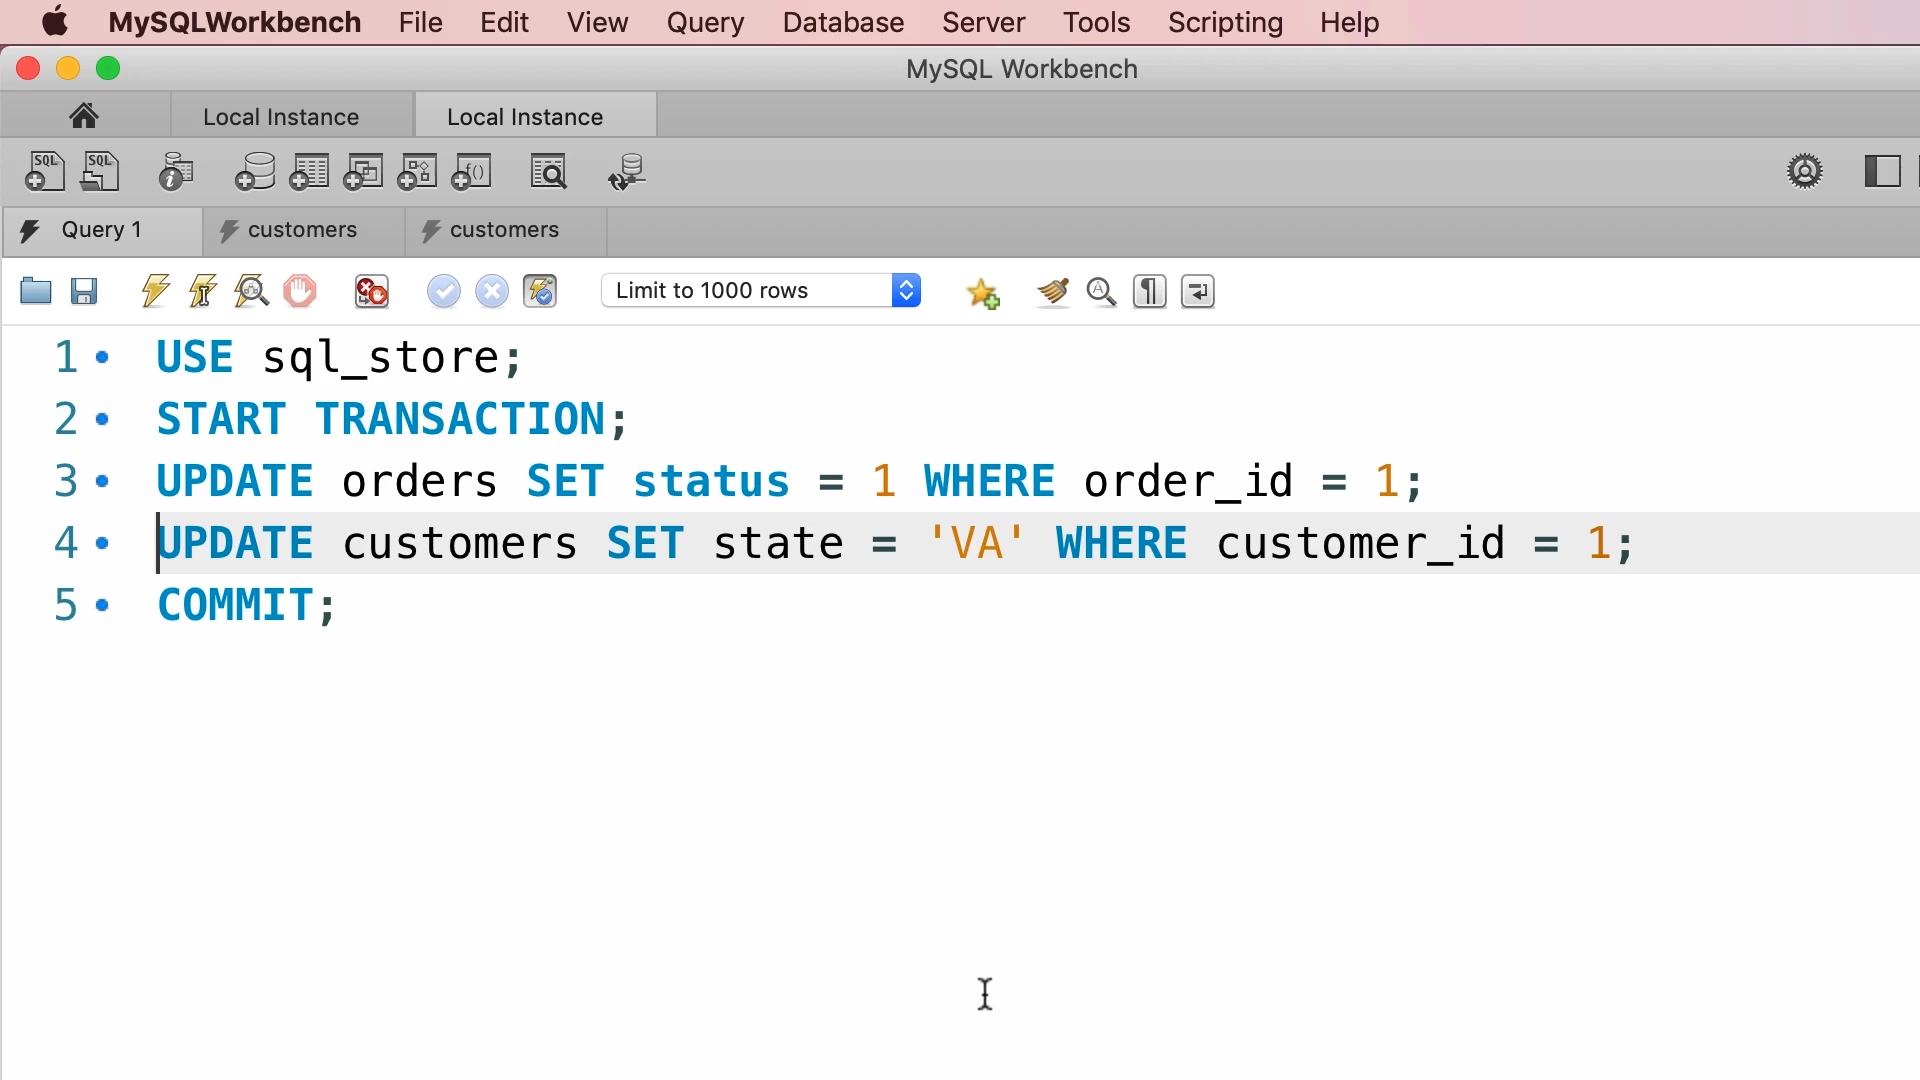 MySQLWorkbench File Edit View Query Database Server Tools Scripting Help
MySQL Workbench
Local Instance Local Instance
SQL SQL f()
Query 1 customers customers
Limit to 1000 rows
1 USE sql_store;
2 START TRANSACTION;
3 UPDATE orders SET status = 1 WHERE order_id = 1;
4 UPDATE customers SET state = 'VA' WHERE customer_id = 1;
5 COMMIT;